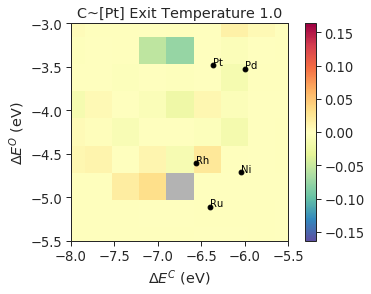 C~[Pt] Exit Temperature 1.0
−3.0
−3.5
−4.0
−4.5
−5.0
−5.5
ΔE^O (eV)
Pt
Pd
Rh
Ni
Ru
−8.0 −7.5 −7.0 −6.5 −6.0 −5.5
ΔE^C (eV)
0.15
0.10
0.05
0.00
−0.05
−0.10
−0.15